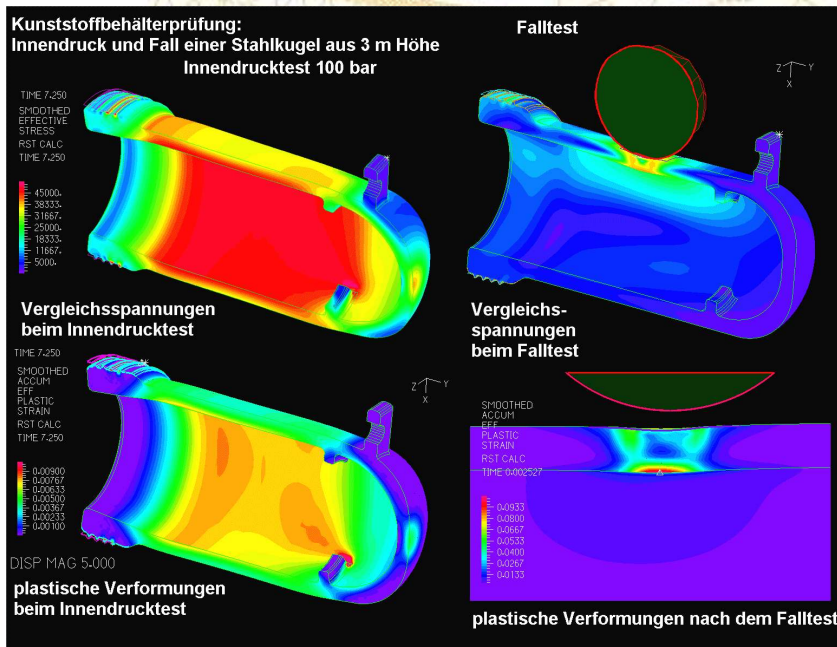 Kunststoffbehälterprüfung:
Innendruck und Fall einer Stahlkugel aus 3 m Höhe
Innendrucktest 100 bar
TIME 7.250
SMOOTHED
EFFECTIVE
STRESS
RST CALC
TIME 7.250
45000.
38333.
31667.
25000.
18333.
11667.
5000.
Z Y
X
Vergleichsspannungen
beim Innendrucktest
Falltest
Z Y
X
Vergleichs-
spannungen
beim Falltest
TIME 7.250
SMOOTHED
ACCUM
EFF
PLASTIC
STRAIN
RST CALC
TIME 7.250
0.00900
0.00767
0.00633
0.00500
0.00367
0.00233
0.00100
Z Y
X
DISP MAG 5.000
plastische Verformungen
beim Innendrucktest
SMOOTHED
ACCUM
EFF
PLASTIC
STRAIN
RST CALC
TIME 0.002527
0.0933
0.0800
0.0667
0.0533
0.0400
0.0267
0.0133
plastische Verformungen nach dem Falltest